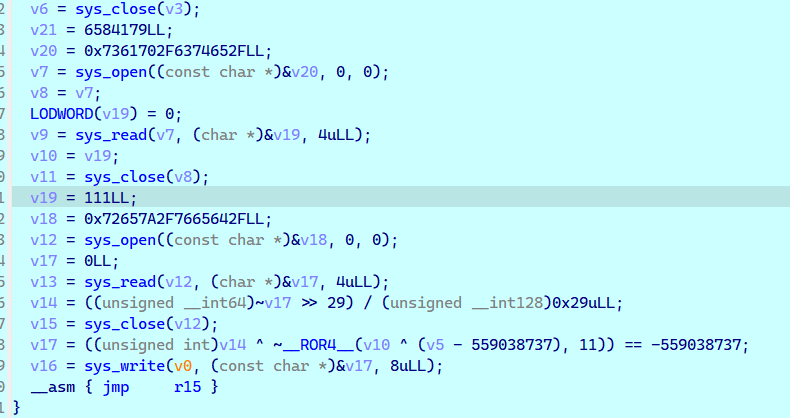 2 v6 = sys_close(v3);
3 v21 = 6584179LL;
4 v20 = 0x7361702F6374652FLL;
5 v7 = sys_open((const char *)&v20, 0, 0);
6 v8 = v7;
7 LODWORD(v19) = 0;
8 v9 = sys_read(v7, (char *)&v19, 4uLL);
9 v10 = v19;
0 v11 = sys_close(v8);
1 v19 = 111LL;
2 v18 = 0x72657A2F7665642FLL;
3 v12 = sys_open((const char *)&v18, 0, 0);
4 v17 = 0LL;
5 v13 = sys_read(v12, (char *)&v17, 4uLL);
6 v14 = ((unsigned __int64)~v17 >> 29) / (unsigned __int128)0x29uLL;
7 v15 = sys_close(v12);
8 v17 = ((unsigned int)v14 ^ ~__ROR4__(v10 ^ (v5 - 559038737), 11)) == -559038737;
9 v16 = sys_write(v0, (const char *)&v17, 8uLL);
0 __asm { jmp     r15 }
1 }